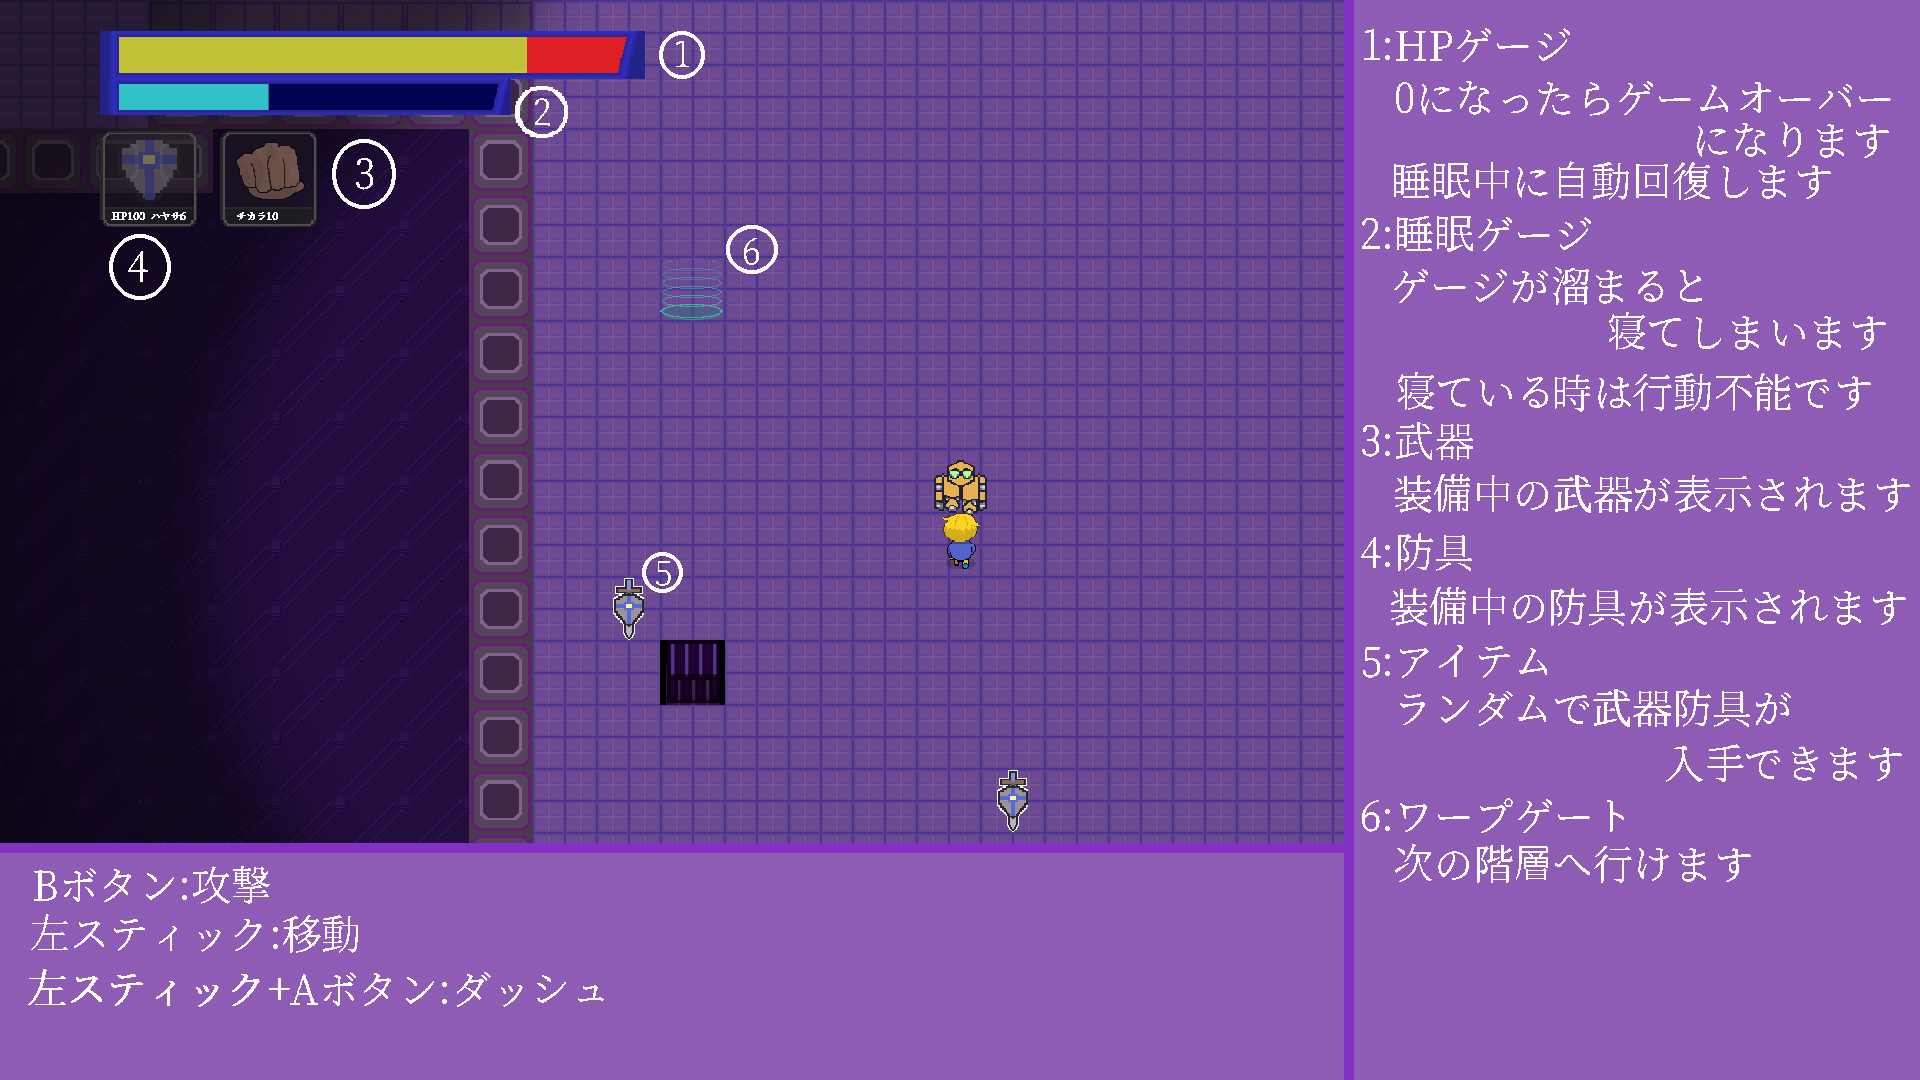 ①
②
③
HP100 ハヤサ6
チカラ10
④
⑥
⑤
1:HPゲージ
0になったらゲームオーバー
になります
睡眠中に自動回復します
2:睡眠ゲージ
ゲージが溜まると
寝てしまいます
寝ている時は行動不能です
3:武器
装備中の武器が表示されます
4:防具
装備中の防具が表示されます
5:アイテム
ランダムで武器防具が
入手できます
6:ワープゲート
次の階層へ行けます
Bボタン:攻撃
左スティック:移動
左スティック+Aボタン:ダッシュ